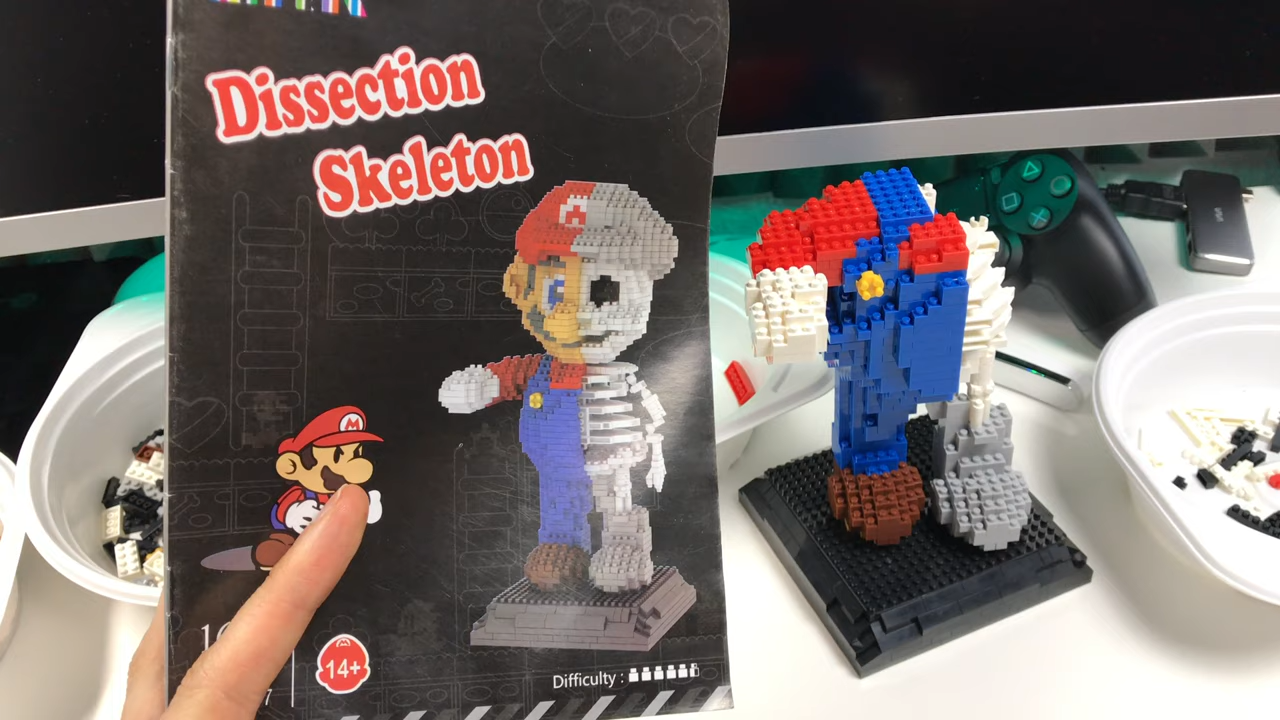 Dissection
Skeleton
M
M
14+
Difficulty :